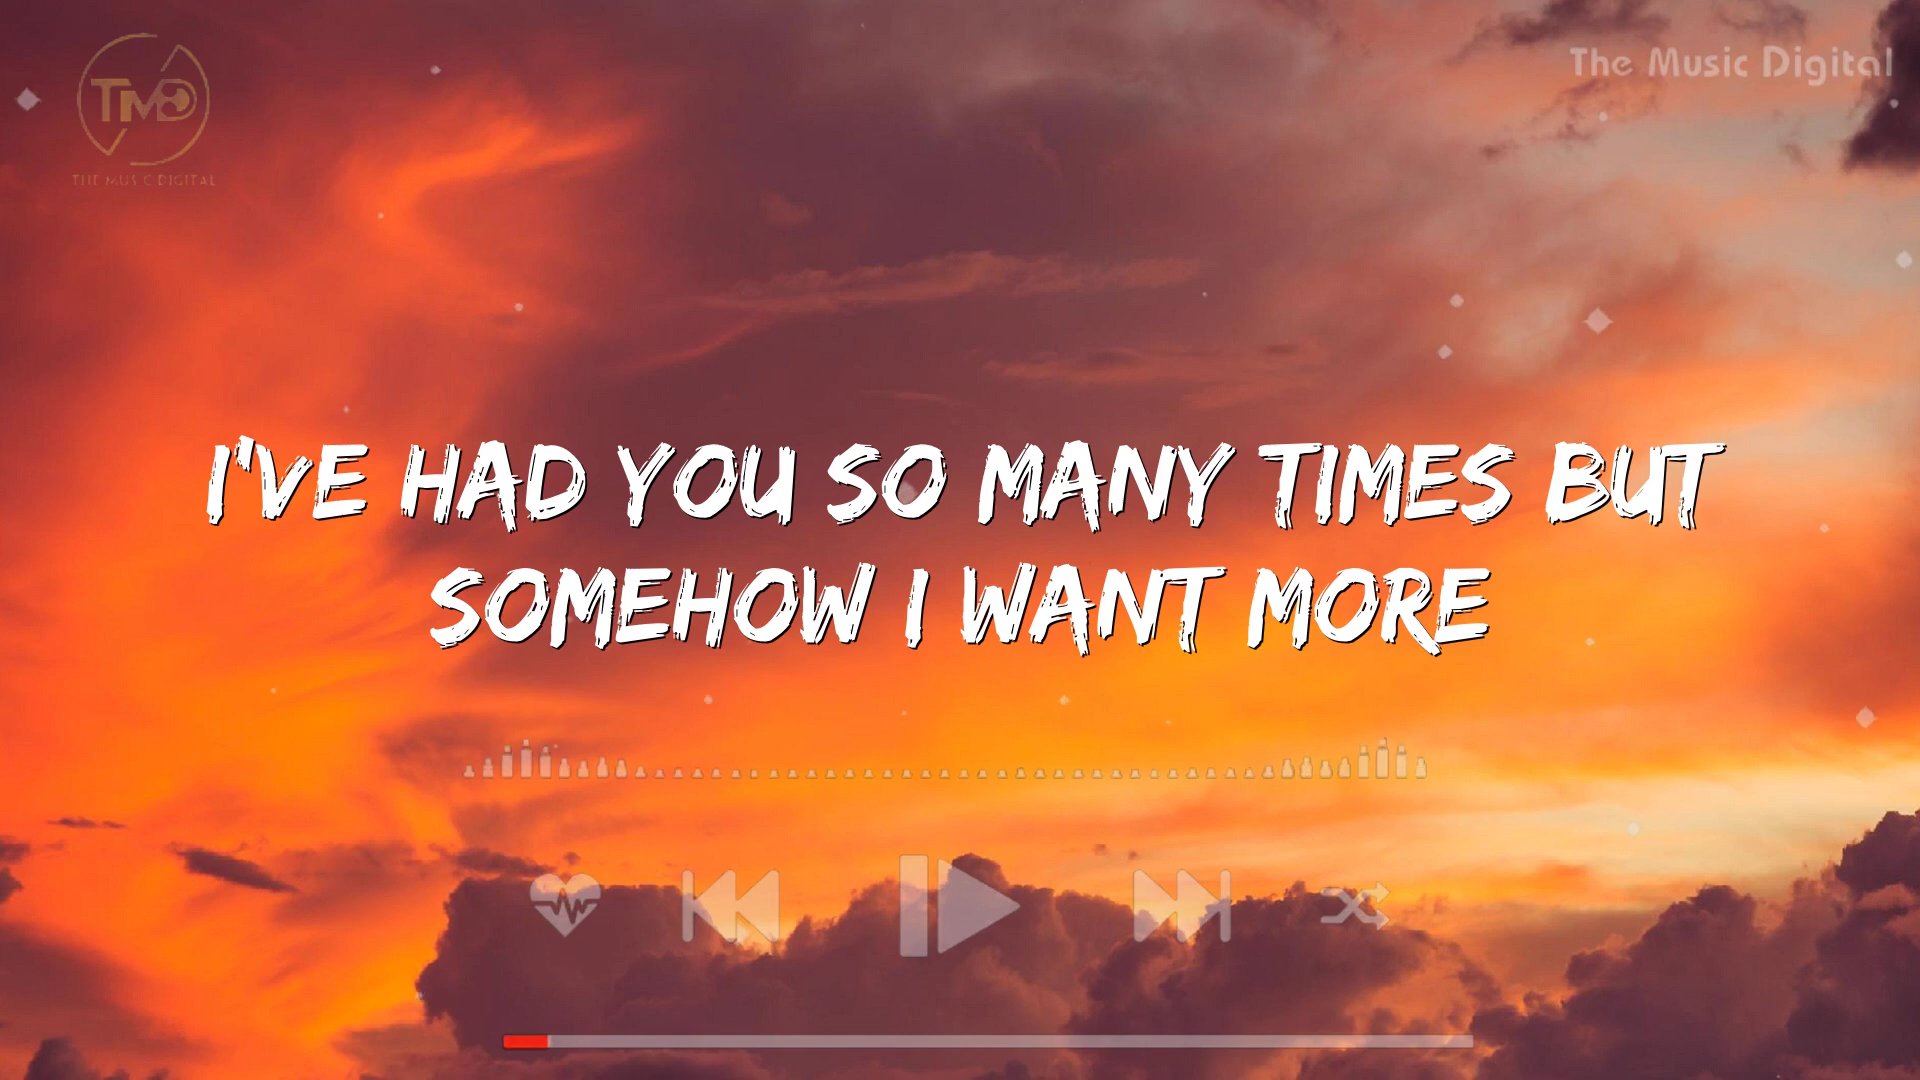 TMD
THE MUSIC DIGITAL
The Music Digital
I'VE HAD YOU SO MANY TIMES BUT
SOMEHOW I WANT MORE